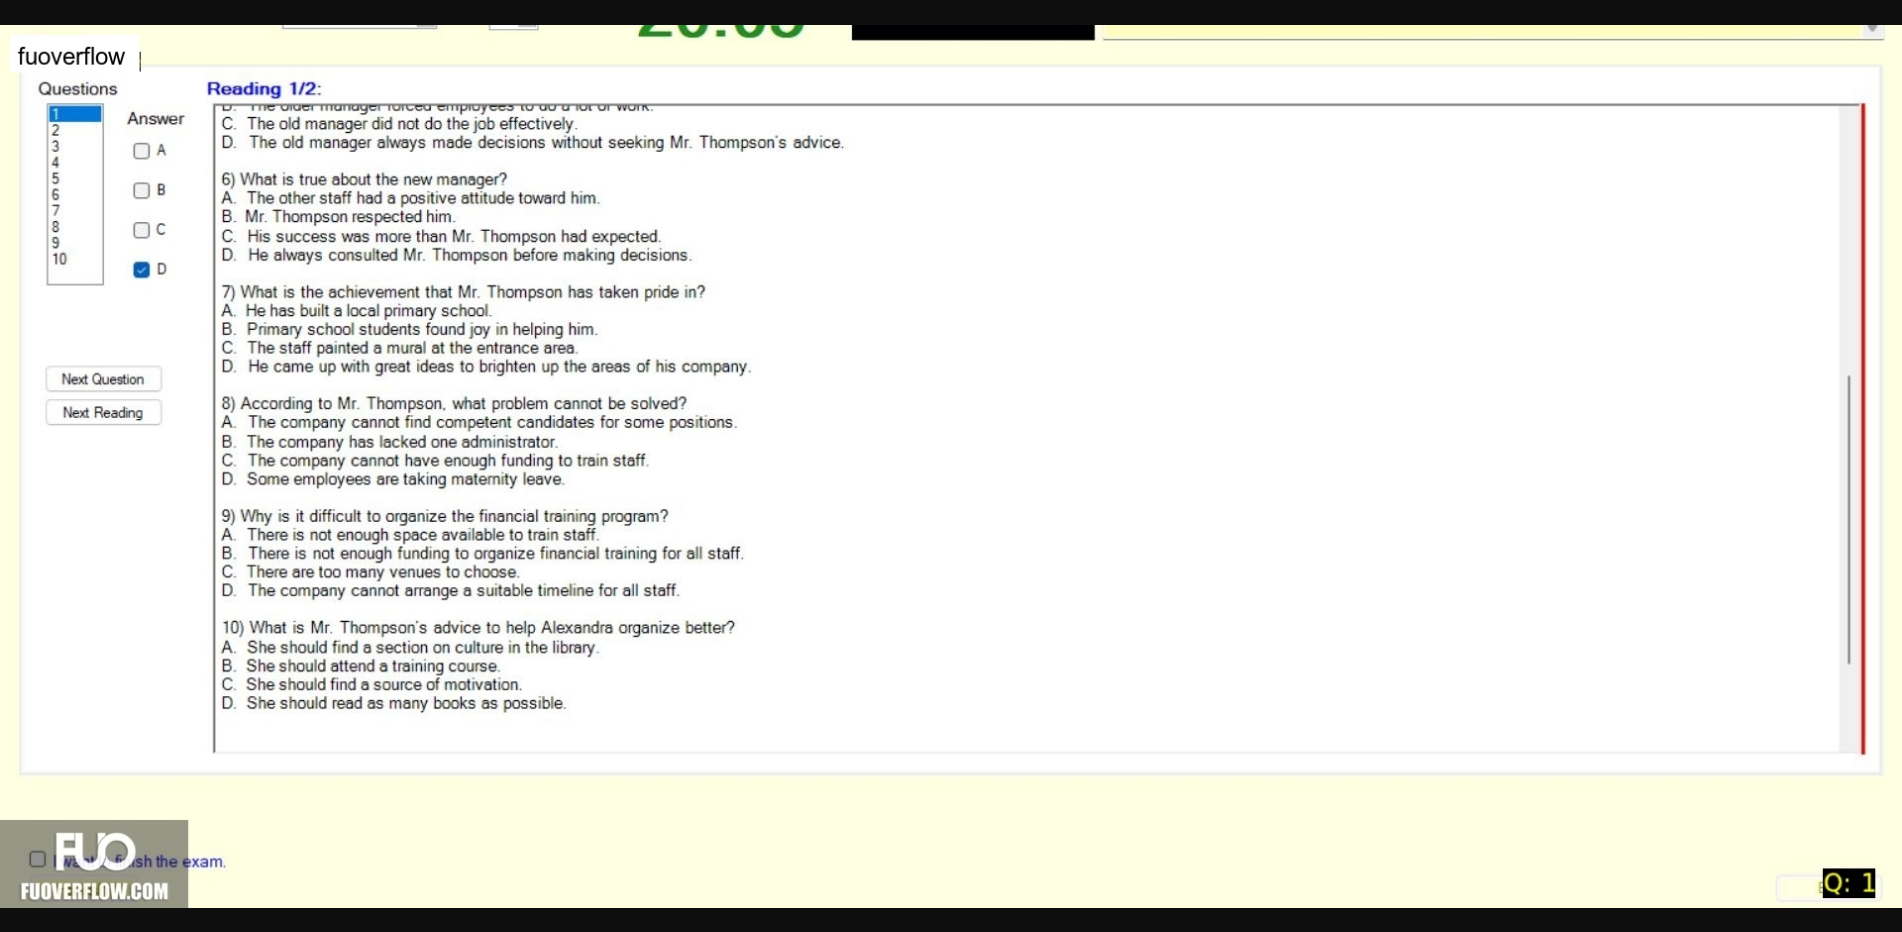 fuoverflow
Questions
Reading 1/2:
1
2
3
4
5
6
7
8
9
10
Answer
A
B
C
D
Next Question
Next Reading
B. The older manager forced employees to do a lot of work.
C. The old manager did not do the job effectively.
D. The old manager always made decisions without seeking Mr. Thompson's advice.
6) What is true about the new manager?
A. The other staff had a positive attitude toward him.
B. Mr. Thompson respected him.
C. His success was more than Mr. Thompson had expected.
D. He always consulted Mr. Thompson before making decisions.
7) What is the achievement that Mr. Thompson has taken pride in?
A. He has built a local primary school.
B. Primary school students found joy in helping him.
C. The staff painted a mural at the entrance area.
D. He came up with great ideas to brighten up the areas of his company.
8) According to Mr. Thompson, what problem cannot be solved?
A. The company cannot find competent candidates for some positions.
B. The company has lacked one administrator.
C. The company cannot have enough funding to train staff.
D. Some employees are taking maternity leave.
9) Why is it difficult to organize the financial training program?
A. There is not enough space available to train staff.
B. There is not enough funding to organize financial training for all staff.
C. There are too many venues to choose.
D. The company cannot arrange a suitable timeline for all staff.
10) What is Mr. Thompson's advice to help Alexandra organize better?
A. She should find a section on culture in the library.
B. She should attend a training course.
C. She should find a source of motivation.
D. She should read as many books as possible.
FUO
I want finish the exam.
FUOVERFLOW.COM
Q: 1